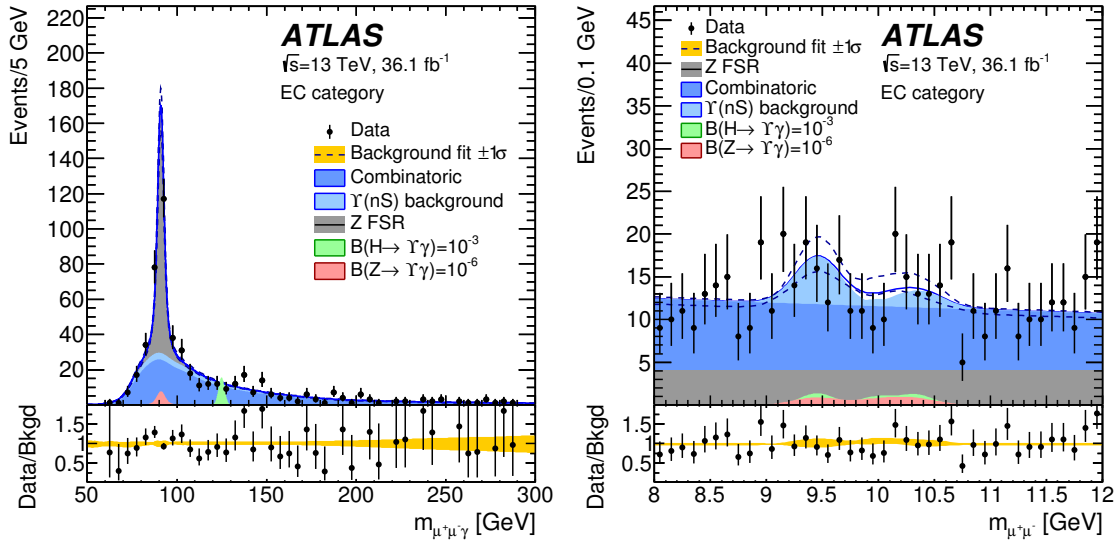 Events/5 GeV
220
200
180
160
140
120
100
80
60
40
20
ATLAS
√s=13 TeV, 36.1 fb⁻¹
EC category
Data
Background fit ±1σ
Combinatoric
ϒ(nS) background
Z FSR
B(H→ ϒγ)=10⁻³
B(Z→ ϒγ)=10⁻⁶
Data/Bkgd
1.5
1
0.5
50 100 150 200 250 300
m_μ⁺μ⁻γ [GeV]
Events/0.1 GeV
45
40
35
30
25
20
15
10
5
Data
Background fit ±1σ
Z FSR
Combinatoric
ϒ(nS) background
B(H→ ϒγ)=10⁻³
B(Z→ ϒγ)=10⁻⁶
ATLAS
√s=13 TeV, 36.1 fb⁻¹
EC category
Data/Bkgd
1.5
1
0.5
8 8.5 9 9.5 10 10.5 11 11.5 12
m_μ⁺μ⁻ [GeV]